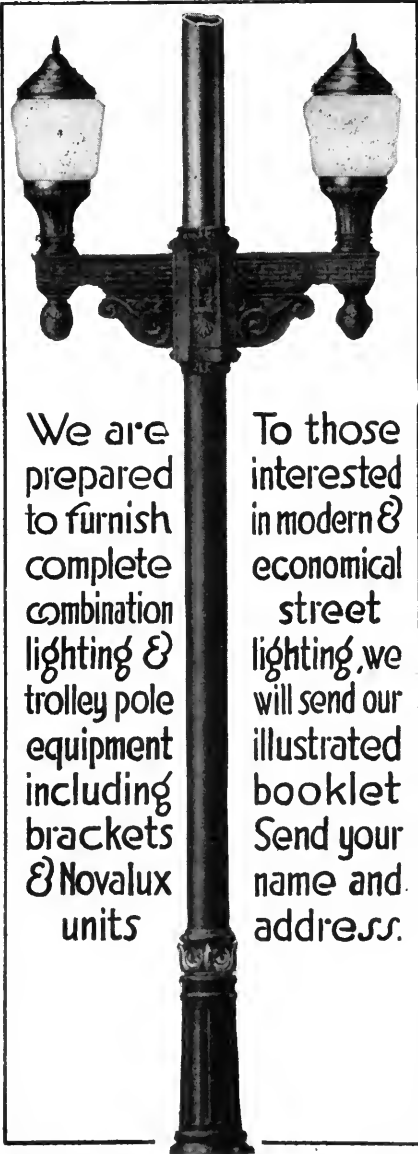 We are
prepared
to furnish
complete
combination
lighting &
trolley pole
equipment
including
brackets
& Novalux
units
To those
interested
in modern &
economical
street
lighting, we
will send our
illustrated
booklet
Send your
name and
address.